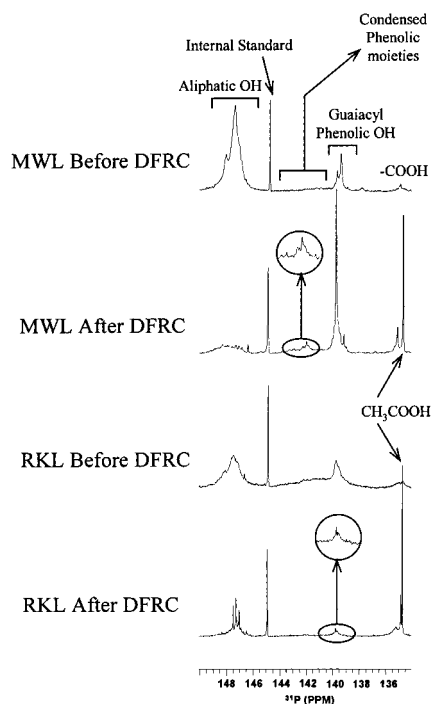 Condensed
Phenolic
moieties
Internal Standard
Aliphatic OH
Guaiacyl
Phenolic OH
MWL Before DFRC
-COOH
MWL After DFRC
CH₃COOH
RKL Before DFRC
RKL After DFRC
148 146 144 142 140 138 136
³¹P (PPM)